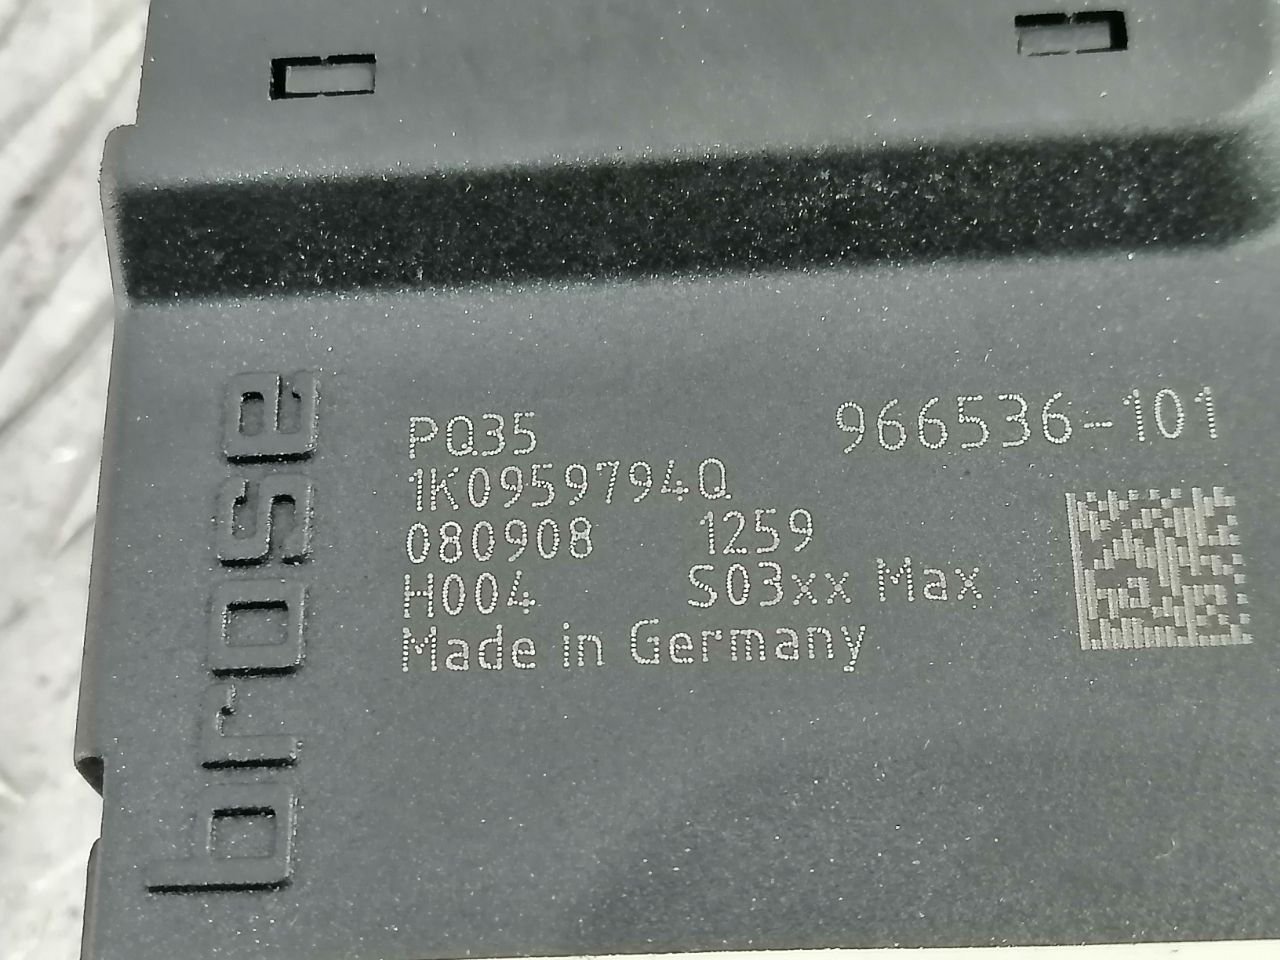 brose
PQ35
966536-101
1K0959794Q
080908 1259
H004 S03xx Max
Made in Germany